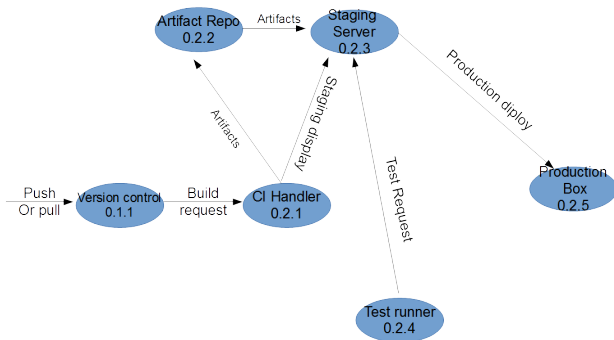 Artifact Repo
0.2.2
Artifacts
Staging
Server
0.2.3
Artifacts
Staging display
Production diploy
Push
Or pull
Version control
0.1.1
Build
request
CI Handler
0.2.1
Test Request
Production
Box
0.2.5
Test runner
0.2.4